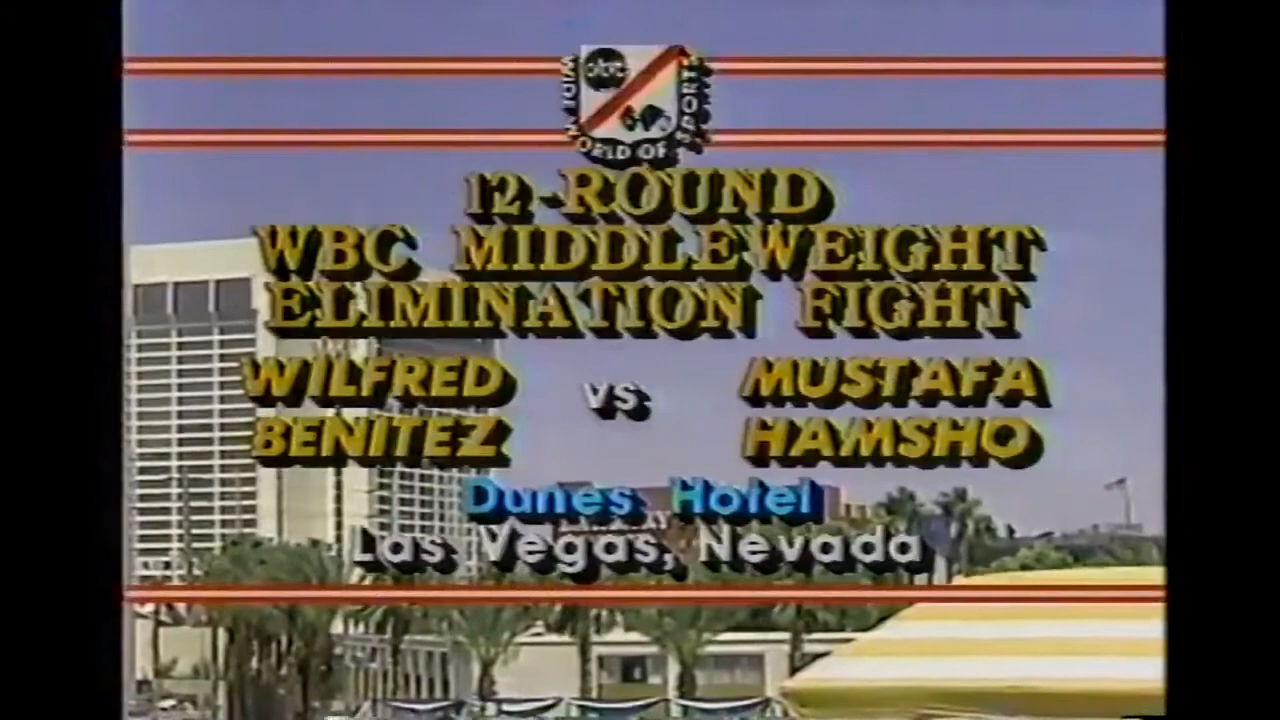 abc
WIDE WORLD OF SPORTS
12-ROUND
WBC MIDDLEWEIGHT
ELIMINATION FIGHT
WILFRED vs. MUSTAFA
BENITEZ HAMSHO
Dunes Hotel
Las Vegas, Nevada